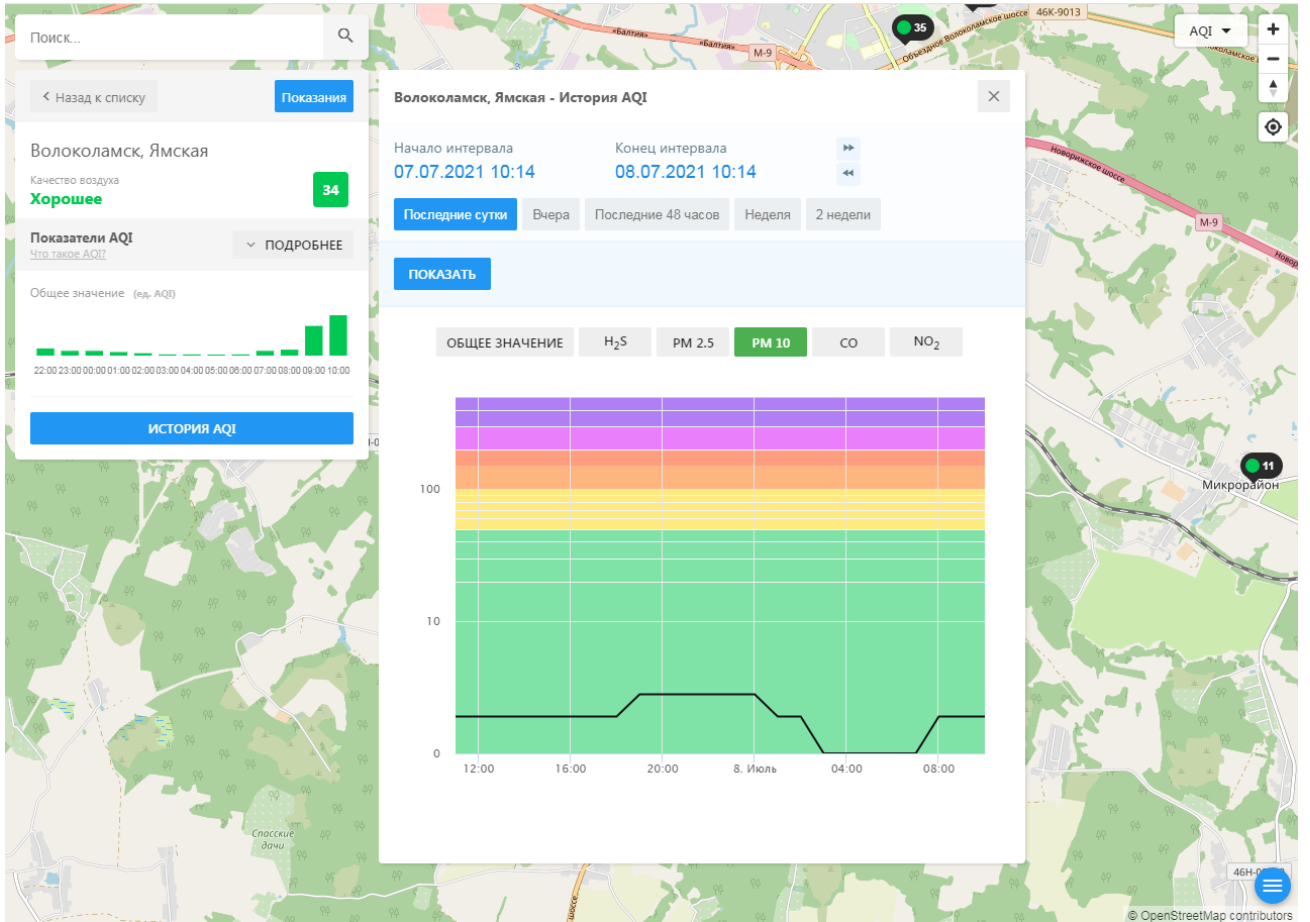 Поиск...
Назад к списку
Показания
Волоколамск, Ямская
Качество воздуха
Хорошее
34
Показатели AQI
Что такое AQI?
ПОДРОБНЕЕ
Общее значение (ед. AQI)
22:00 23:00 00:00 01:00 02:00 03:00 04:00 05:00 06:00 07:00 08:00 09:00 10:00
ИСТОРИЯ AQI
Волоколамск, Ямская - История AQI
Начало интервала
Конец интервала
07.07.2021 10:14
08.07.2021 10:14
Последние сутки
Вчера
Последние 48 часов
Неделя
2 недели
ПОКАЗАТЬ
ОБЩЕЕ ЗНАЧЕНИЕ
H₂S
PM 2.5
PM 10
CO
NO₂
100
10
0
12:00
16:00
20:00
8. Июль
04:00
08:00
«Балтия»
«Балтия»
M-9
35
46К-9013
Объездное Волоколамское шоссе
AQI
Новорижское шоссе
M-9
11
Микрорайон
Спасские
дачи
шоссе
© OpenStreetMap contributors